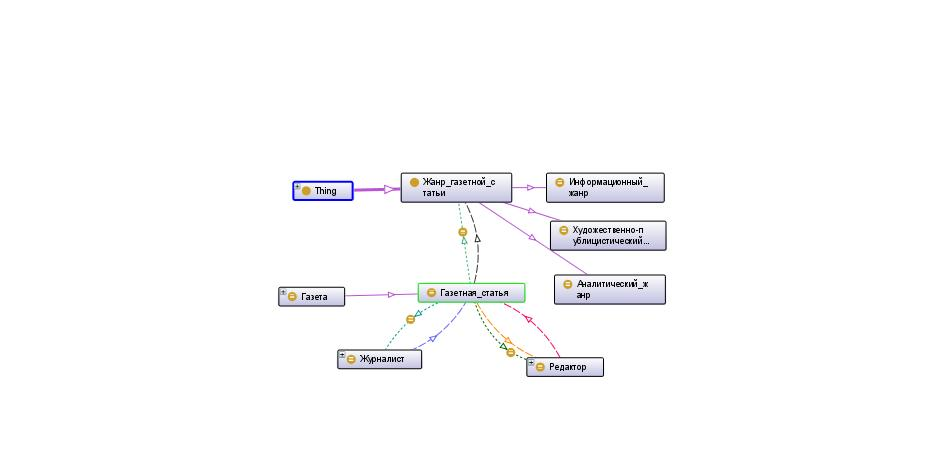 Thing
Жанр_газетной_с
татьи
Информационный_
жанр
Художественно-п
ублицистический...
Аналитический_ж
анр
Газета
Газетная_статья
Журналист
Редактор